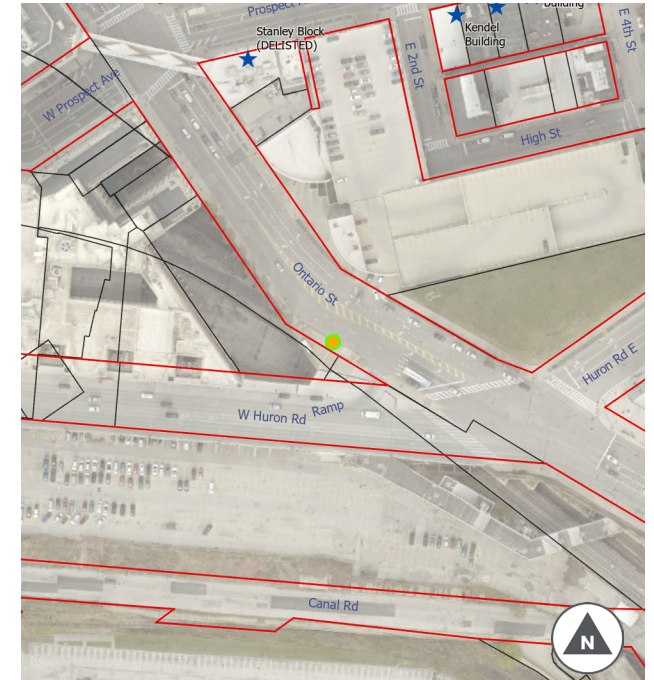 Prospect A
Building
Stanley Block
(DELISTED)
Kendel
Building
E 4th St
E 2nd St
W Prospect Ave
High St
Ontario St
Huron Rd E
W Huron Rd
Ramp
Canal Rd
N